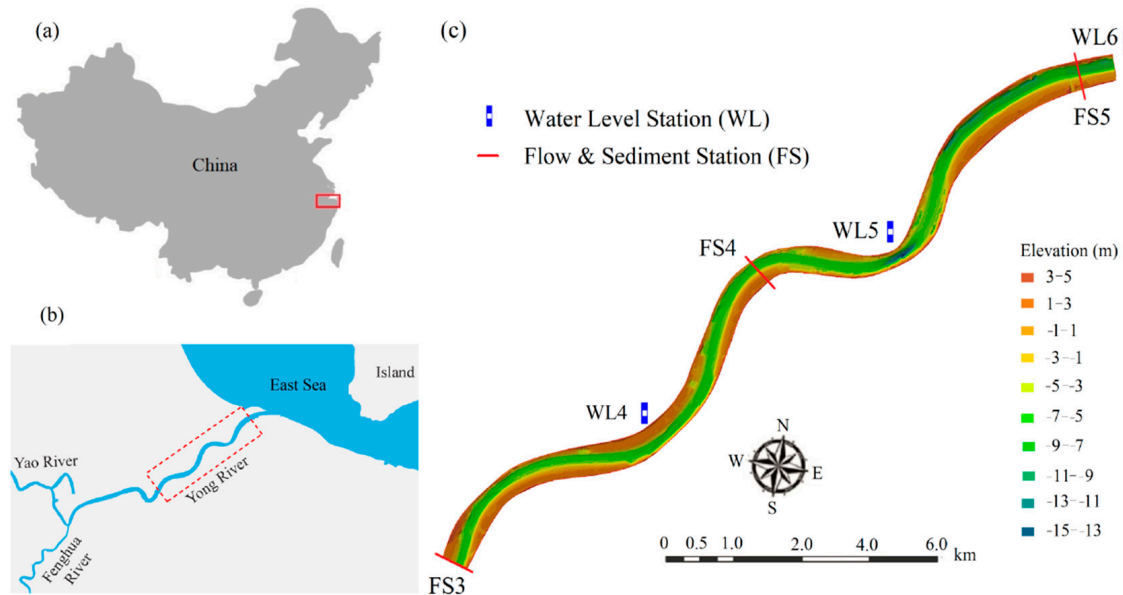 (a)
China
(b)
East Sea
Island
Yao River
Yong River
Fenghua
River
(c)
Water Level Station (WL)
Flow & Sediment Station (FS)
WL6
FS5
WL5
FS4
WL4
FS3
N
W
E
S
0 0.5 1.0 2.0 4.0 6.0
km
Elevation (m)
3-5
1-3
-1-1
-3--1
-5--3
-7--5
-9--7
-11--9
-13--11
-15--13